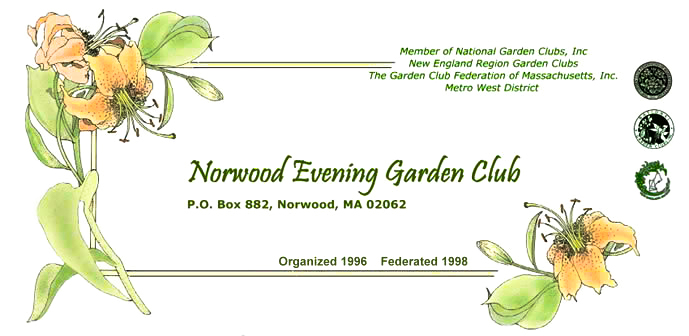 Member of National Garden Clubs, Inc
New England Region Garden Clubs
The Garden Club Federation of Massachusetts, Inc.
Metro West District
Norwood Evening Garden Club
P.O. Box 882, Norwood, MA 02062
Organized 1996 Federated 1998